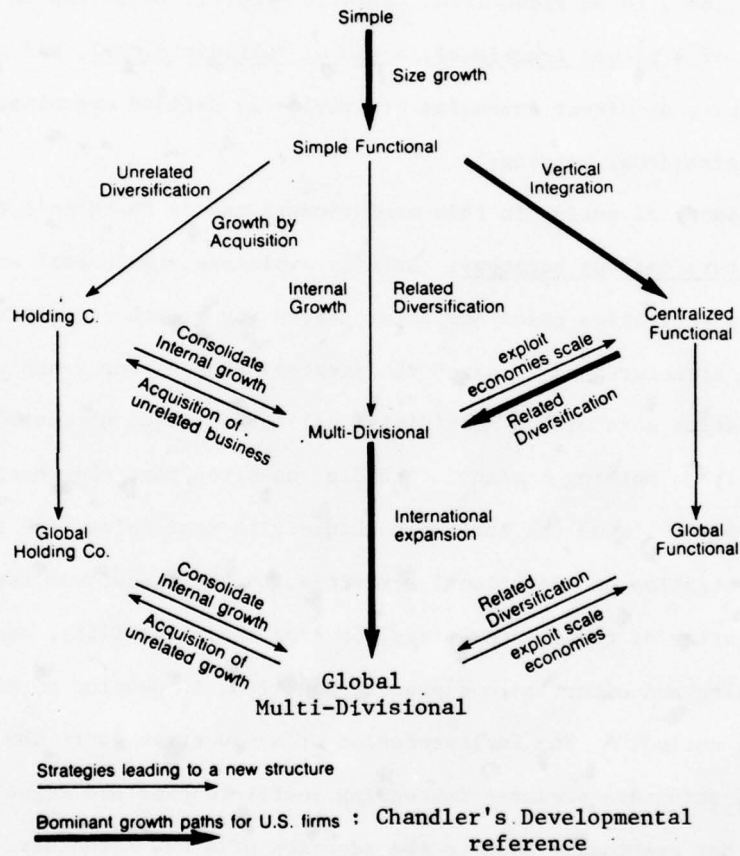 Simple
Size growth
Simple Functional
Unrelated
Diversification
Vertical
Integration
Growth by
Acquisition
Internal
Growth
Related
Diversification
Holding C.
Centralized
Functional
Consolidate
Internal growth
Acquisition of
unrelated business
exploit
economies scale
Related
Diversification
Multi-Divisional
International
expansion
Global
Holding Co.
Global
Functional
Consolidate
Internal growth
Acquisition of
unrelated growth
Related
Diversification
exploit scale
economies
Global
Multi-Divisional
Strategies leading to a new structure
Dominant growth paths for U.S. firms : Chandler's Developmental
reference